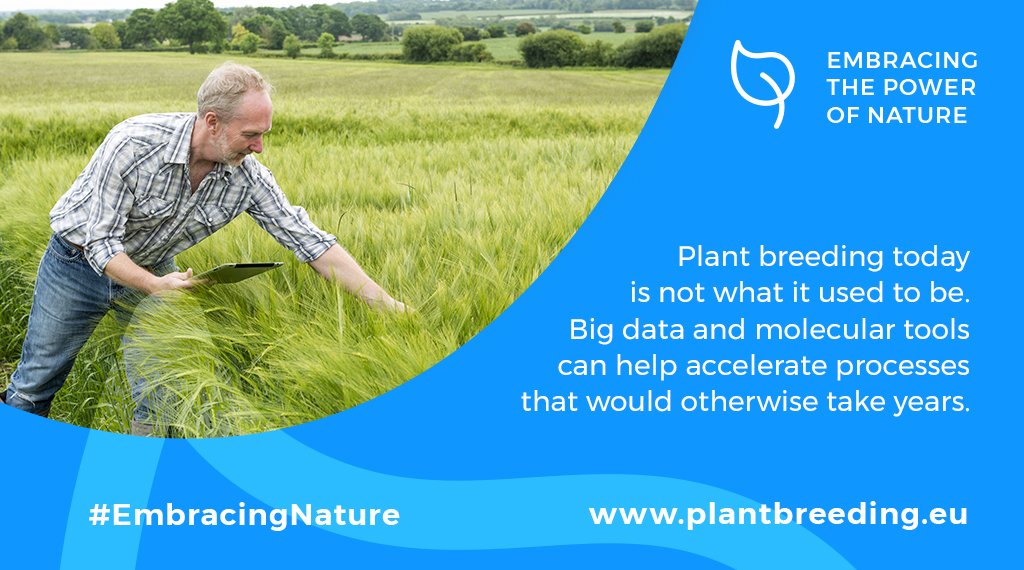 EMBRACING
THE POWER
OF NATURE
Plant breeding today
is not what it used to be.
Big data and molecular tools
can help accelerate processes
that would otherwise take years.
#EmbracingNature
www.plantbreeding.eu